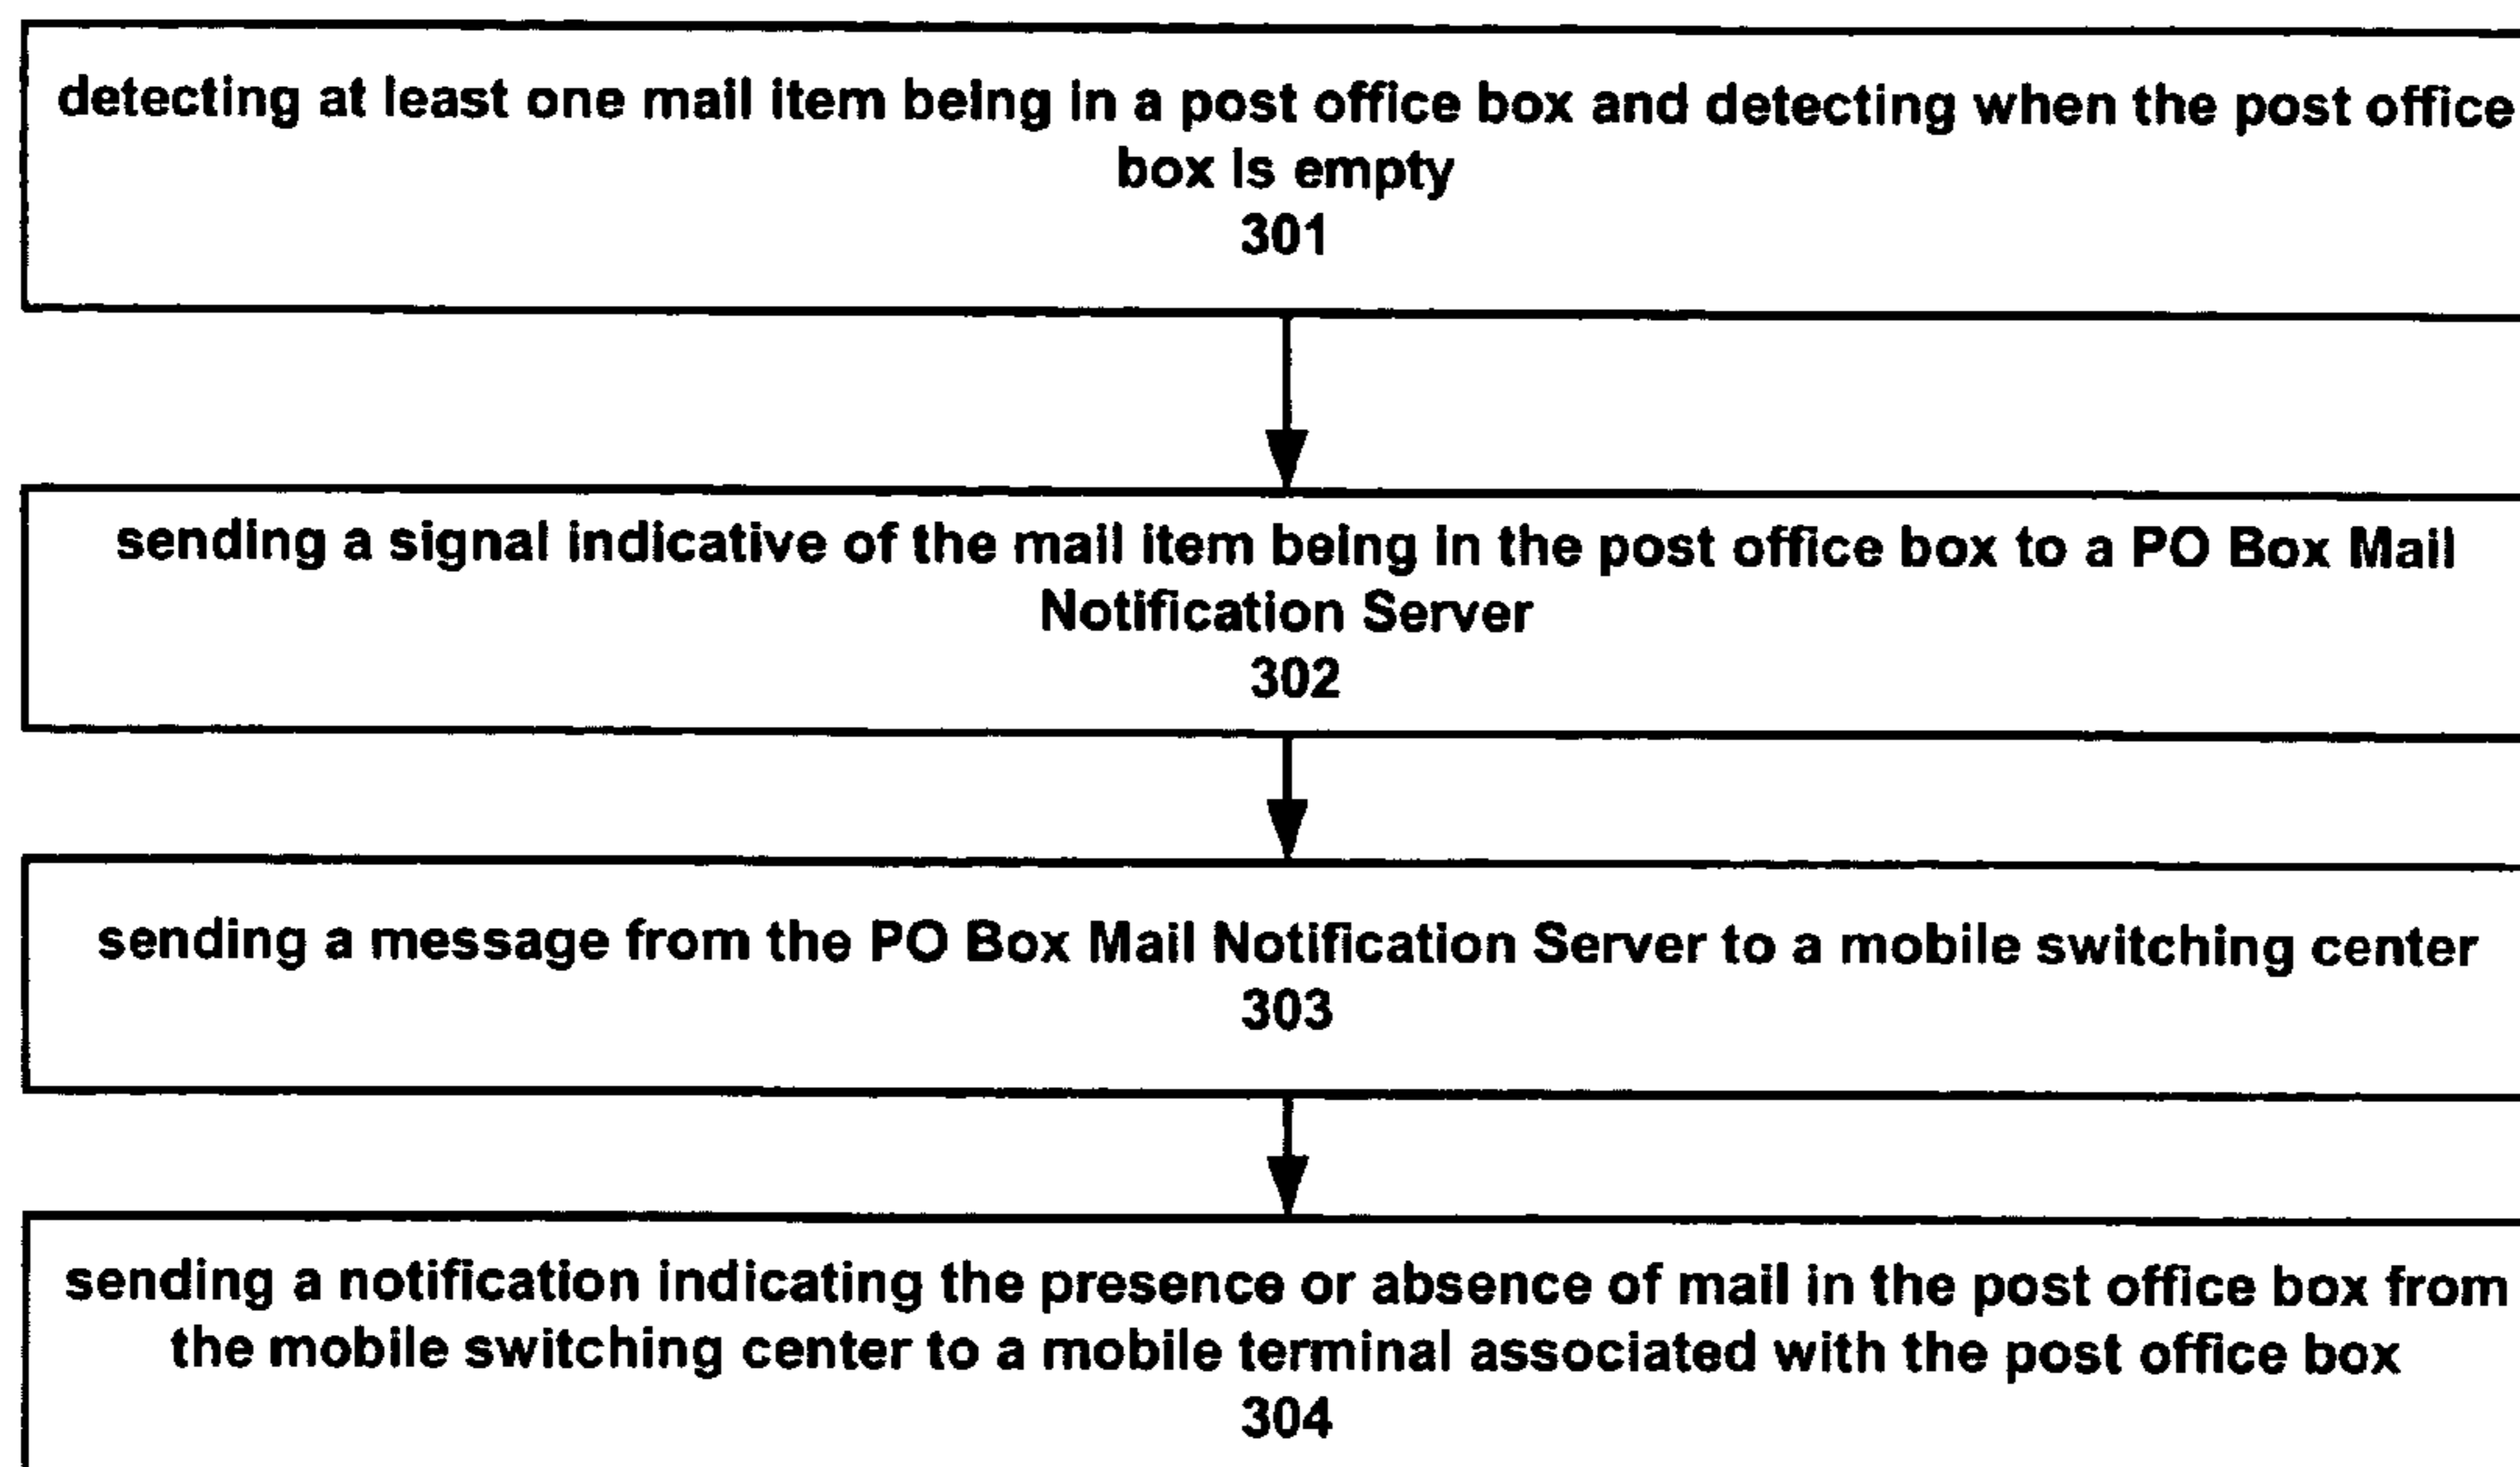 detecting at least one mail item being in a post office box and detecting when the post office
box is empty
301
sending a signal indicative of the mail item being in the post office box to a PO Box Mail
Notification Server
302
sending a message from the PO Box Mail Notification Server to a mobile switching center
303
sending a notification indicating the presence or absence of mail in the post office box from
the mobile switching center to a mobile terminal associated with the post office box
304